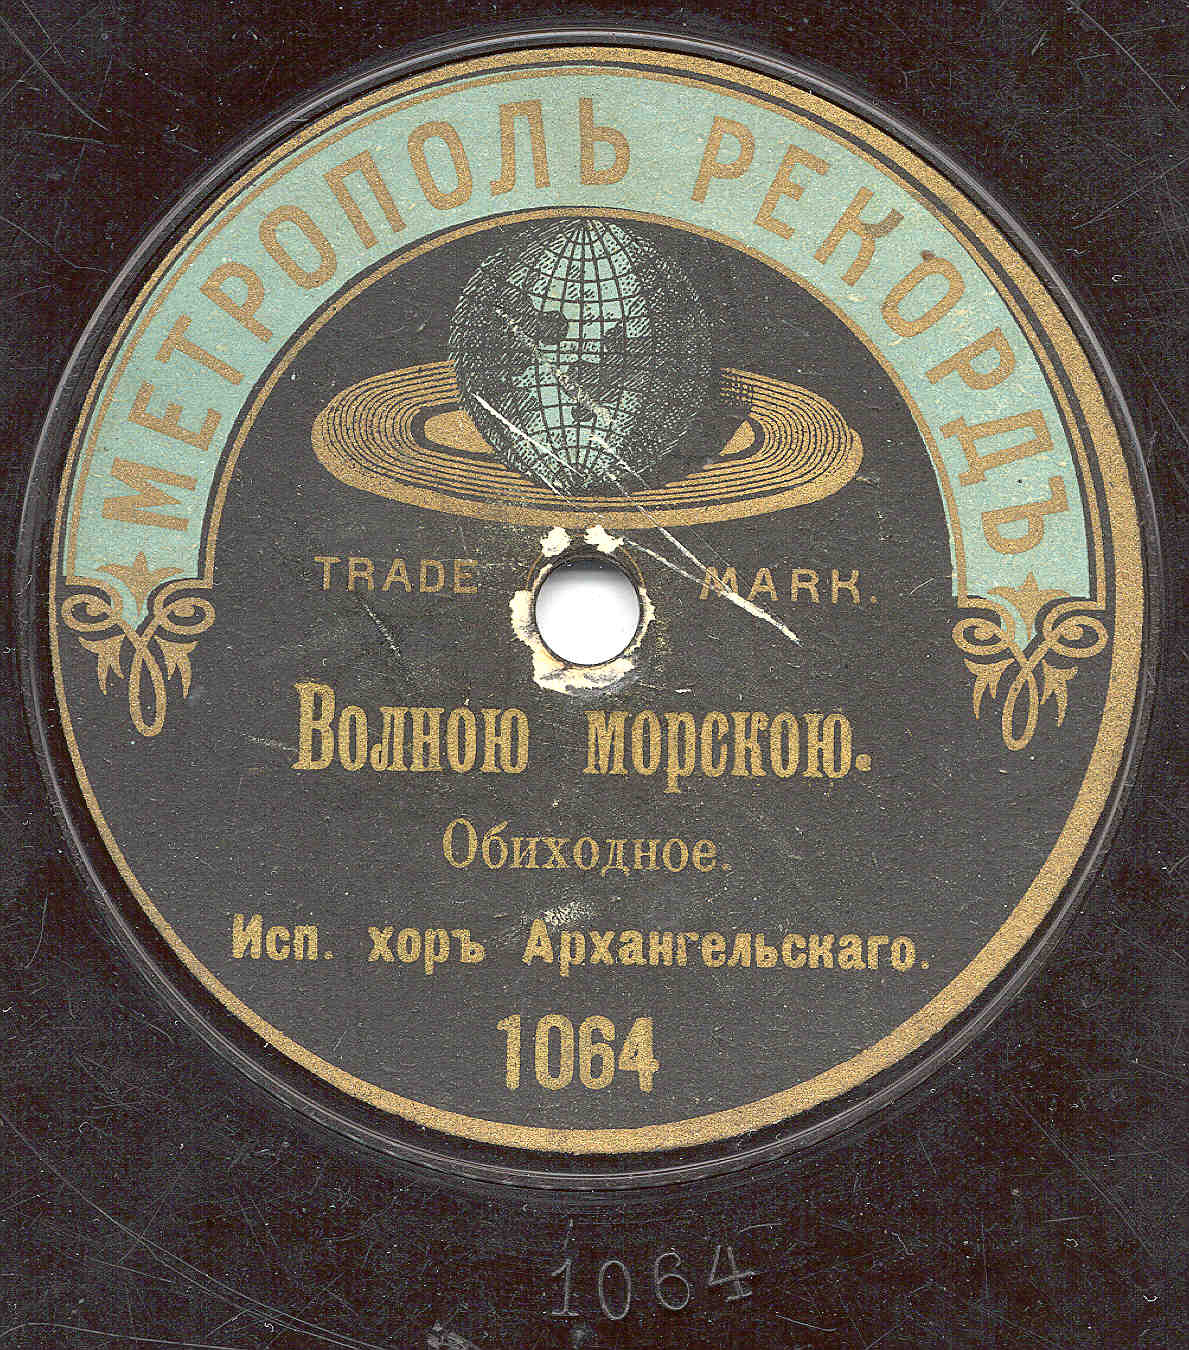 МЕТРОПОЛЬ РЕКОРДЪ
TRADE MARK.
Волною морскою.
Обиходное.
Исп. хоръ Архангельскаго.
1064
1064